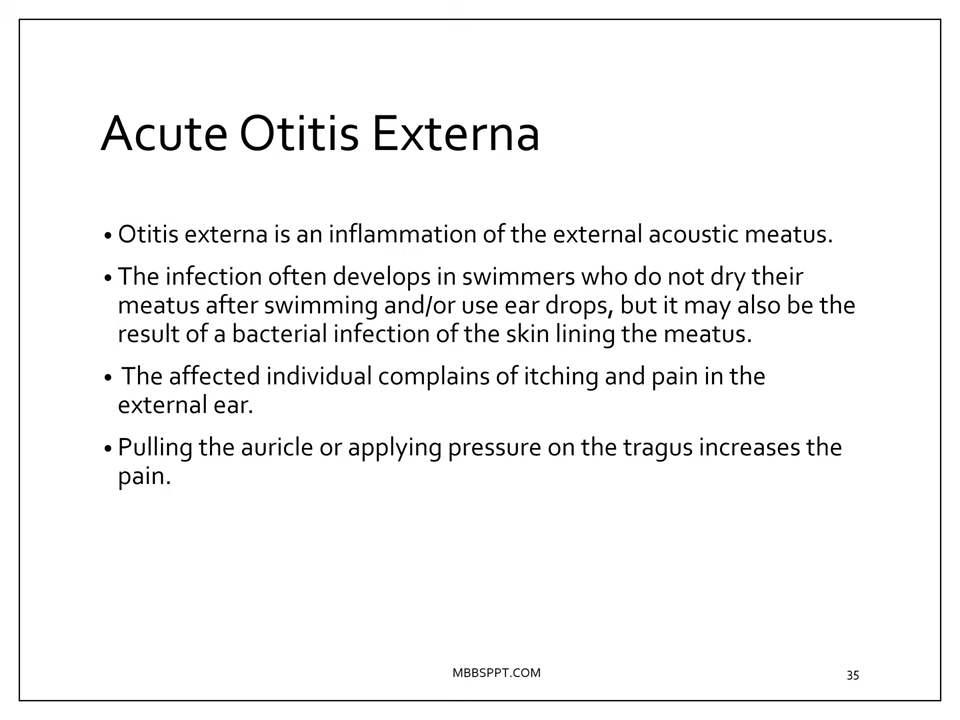 Acute Otitis Externa
• Otitis externa is an inflammation of the external acoustic meatus.
• The infection often develops in swimmers who do not dry their
meatus after swimming and/or use ear drops, but it may also be the
result of a bacterial infection of the skin lining the meatus.
• The affected individual complains of itching and pain in the
external ear.
• Pulling the auricle or applying pressure on the tragus increases the
pain.
MBBSPPT.COM
35